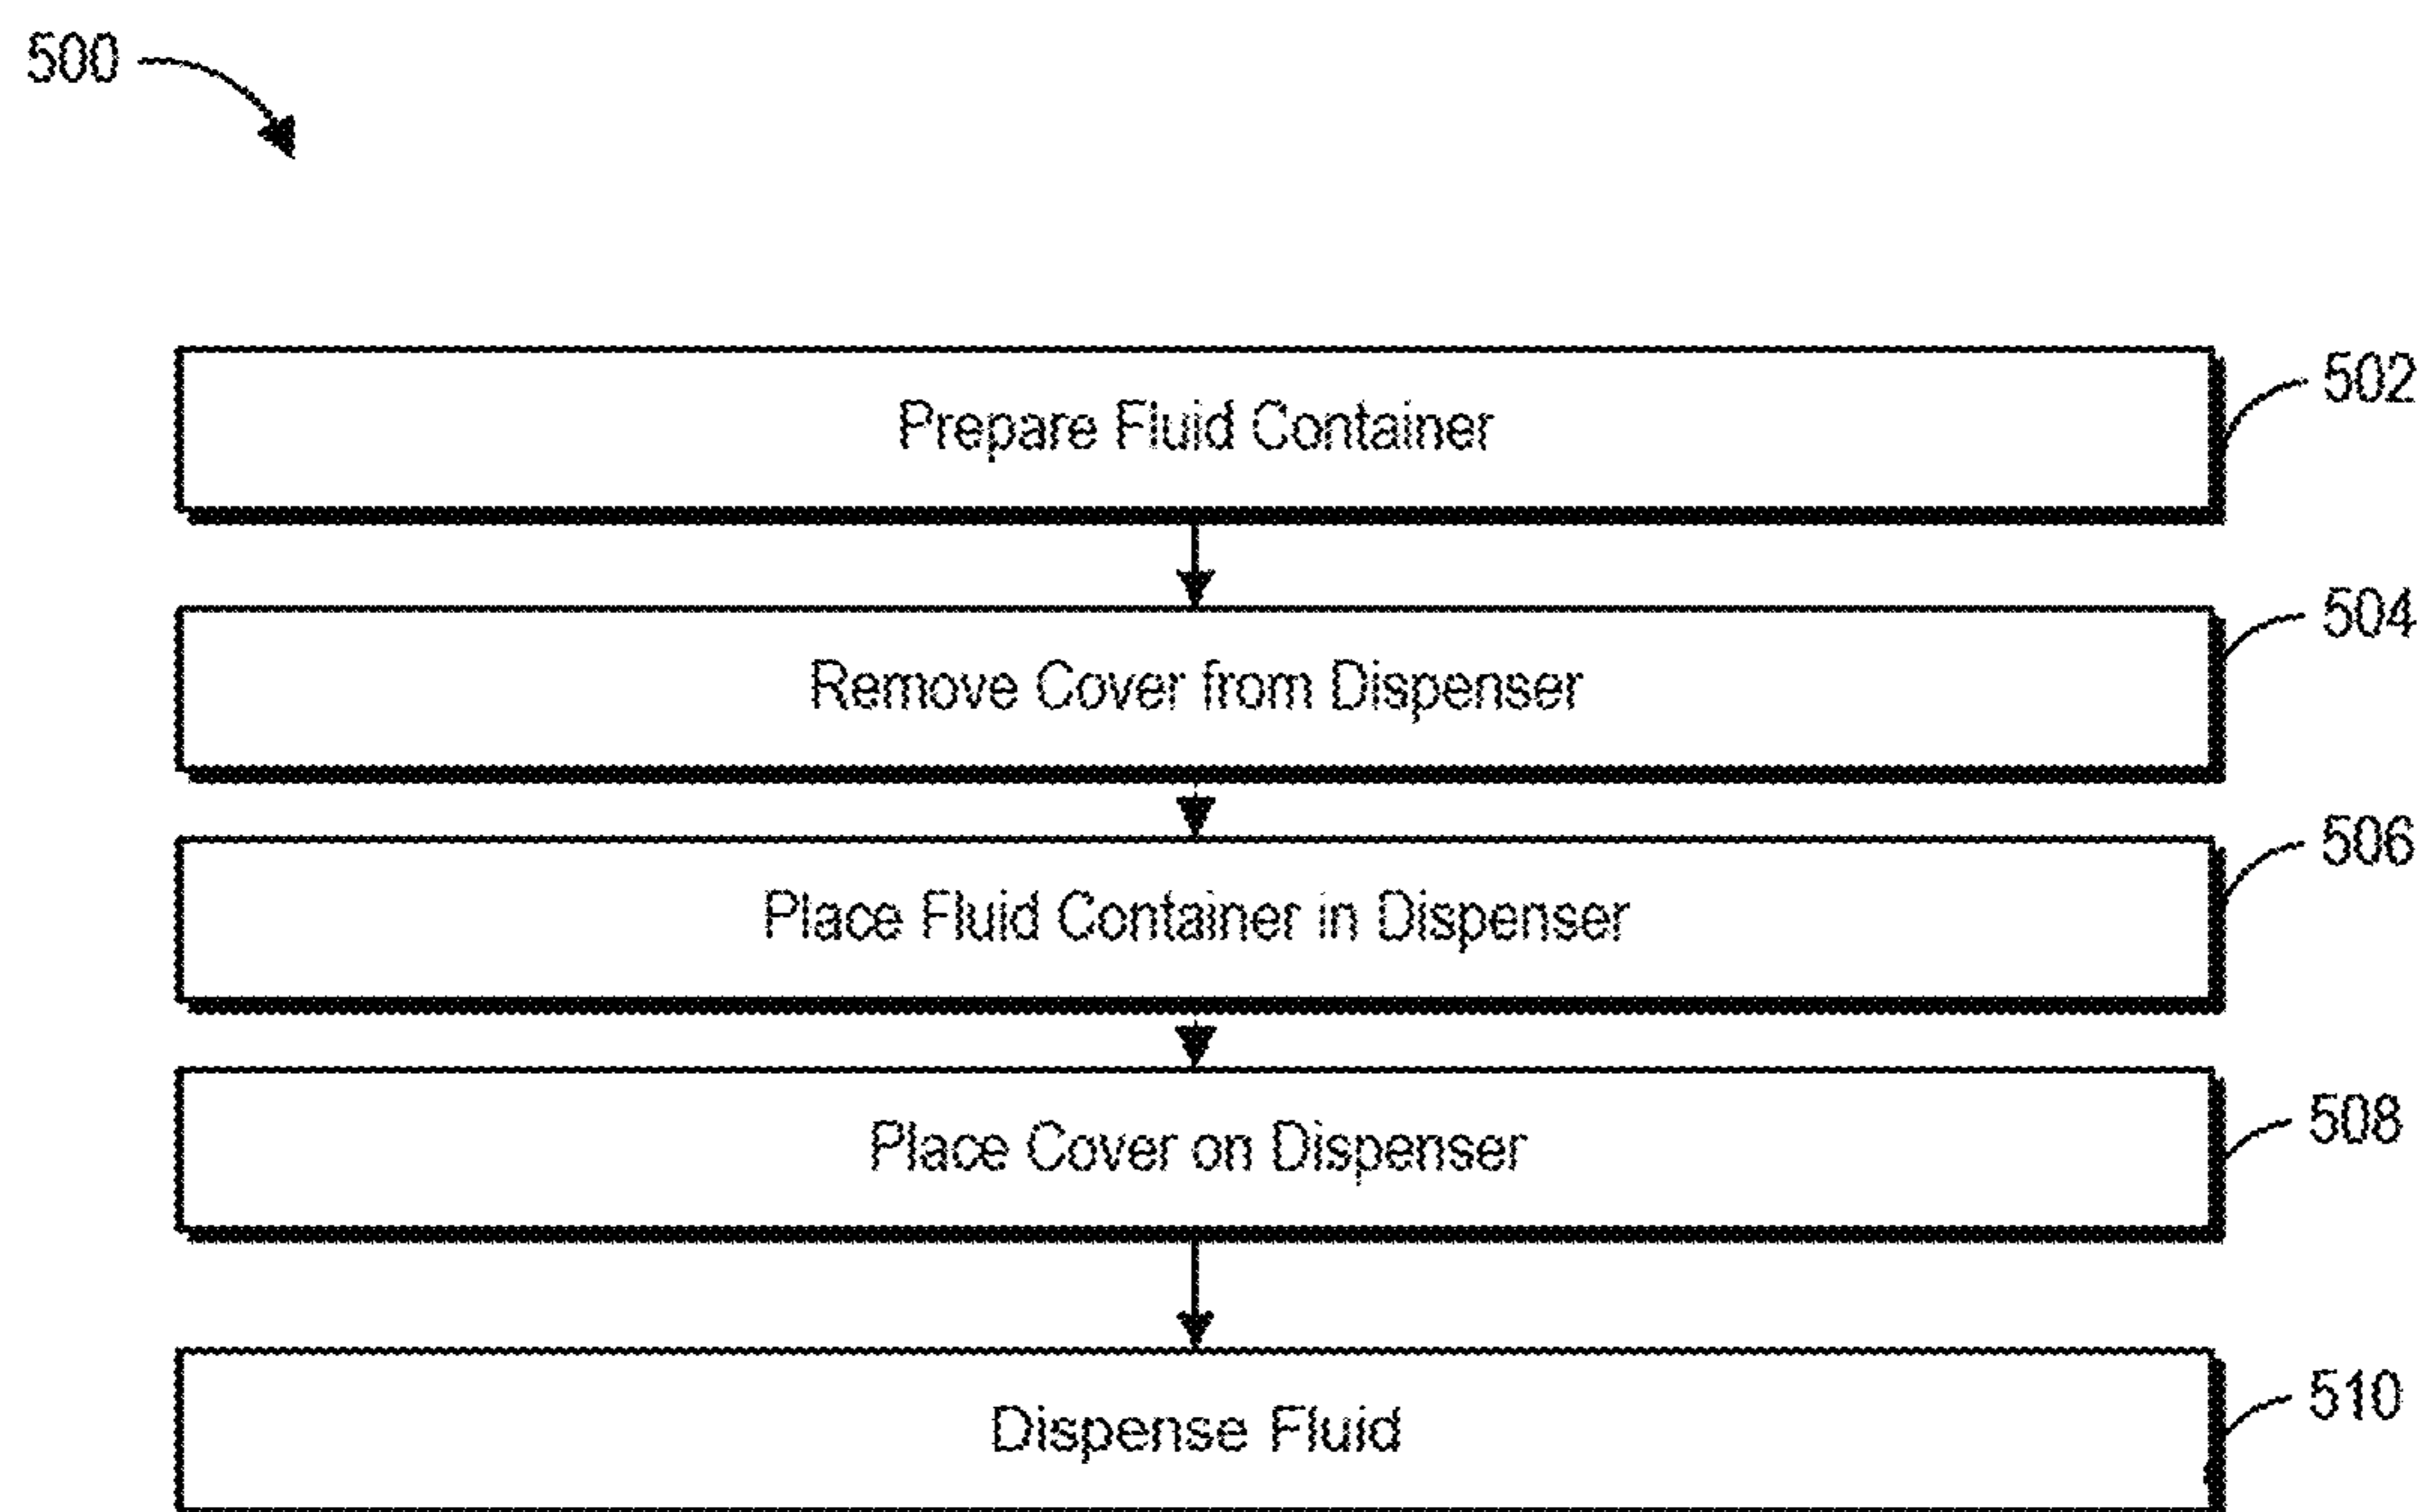 500
Prepare Fluid Container
502
Remove Cover from Dispenser
504
Place Fluid Container in Dispenser
506
Place Cover on Dispenser
508
Dispense Fluid
510